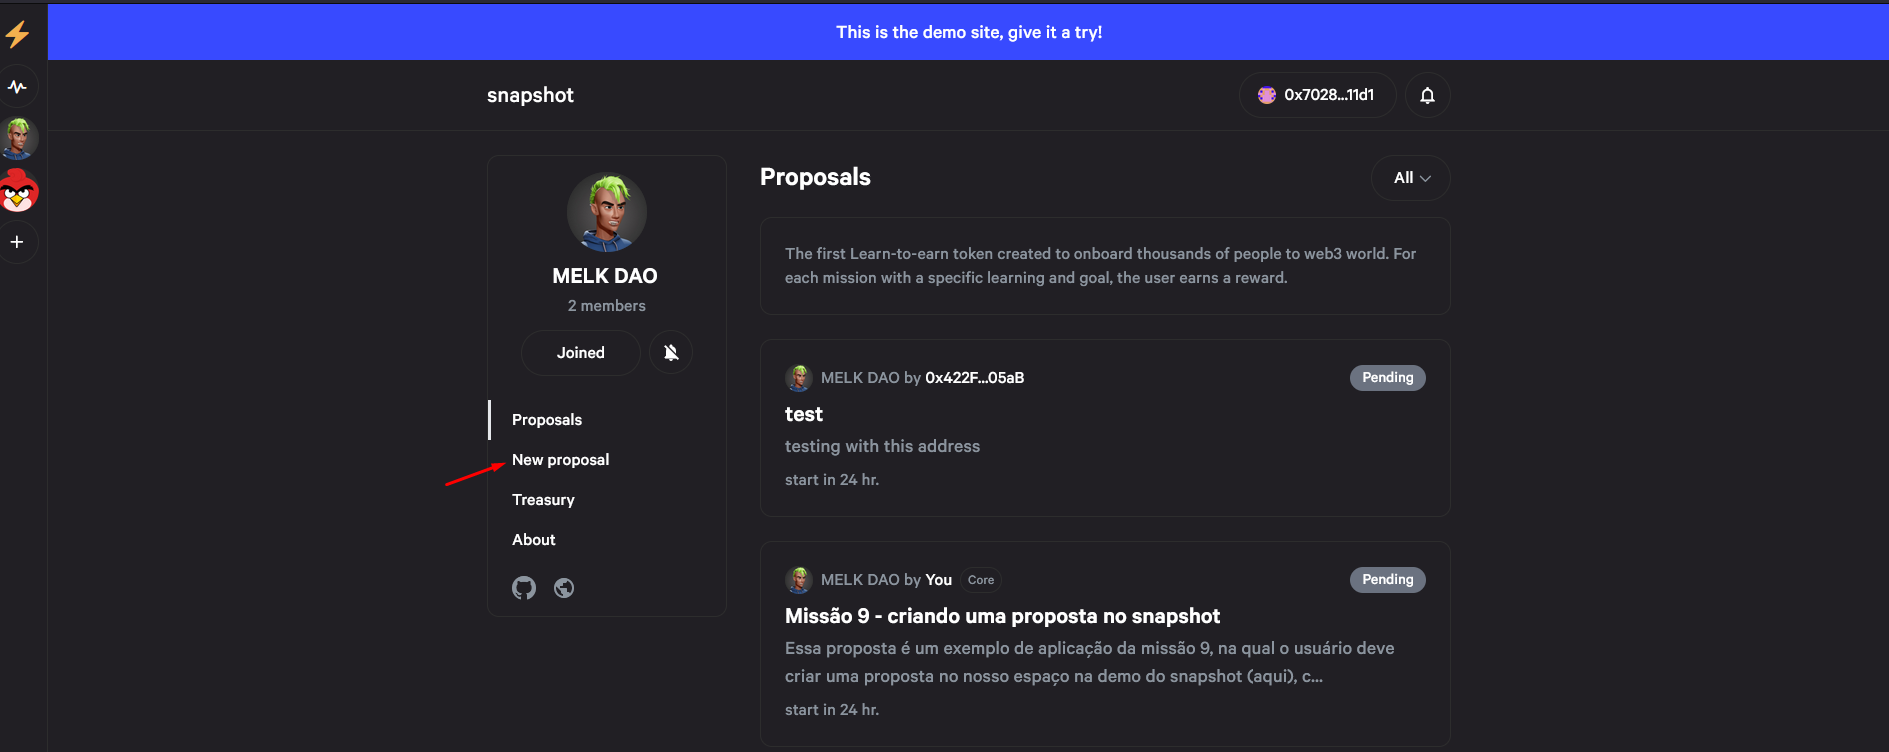 This is the demo site, give it a try!
snapshot
0x7028...11d1
MELK DAO
2 members
Joined
Proposals
New proposal
Treasury
About
Proposals
All
The first Learn-to-earn token created to onboard thousands of people to web3 world. For
each mission with a specific learning and goal, the user earns a reward.
MELK DAO by 0x422F...05aB
Pending
test
testing with this address
start in 24 hr.
MELK DAO by You Core
Pending
Missão 9 - criando uma proposta no snapshot
Essa proposta é um exemplo de aplicação da missão 9, na qual o usuário deve
criar uma proposta no nosso espaço na demo do snapshot (aqui), c...
start in 24 hr.